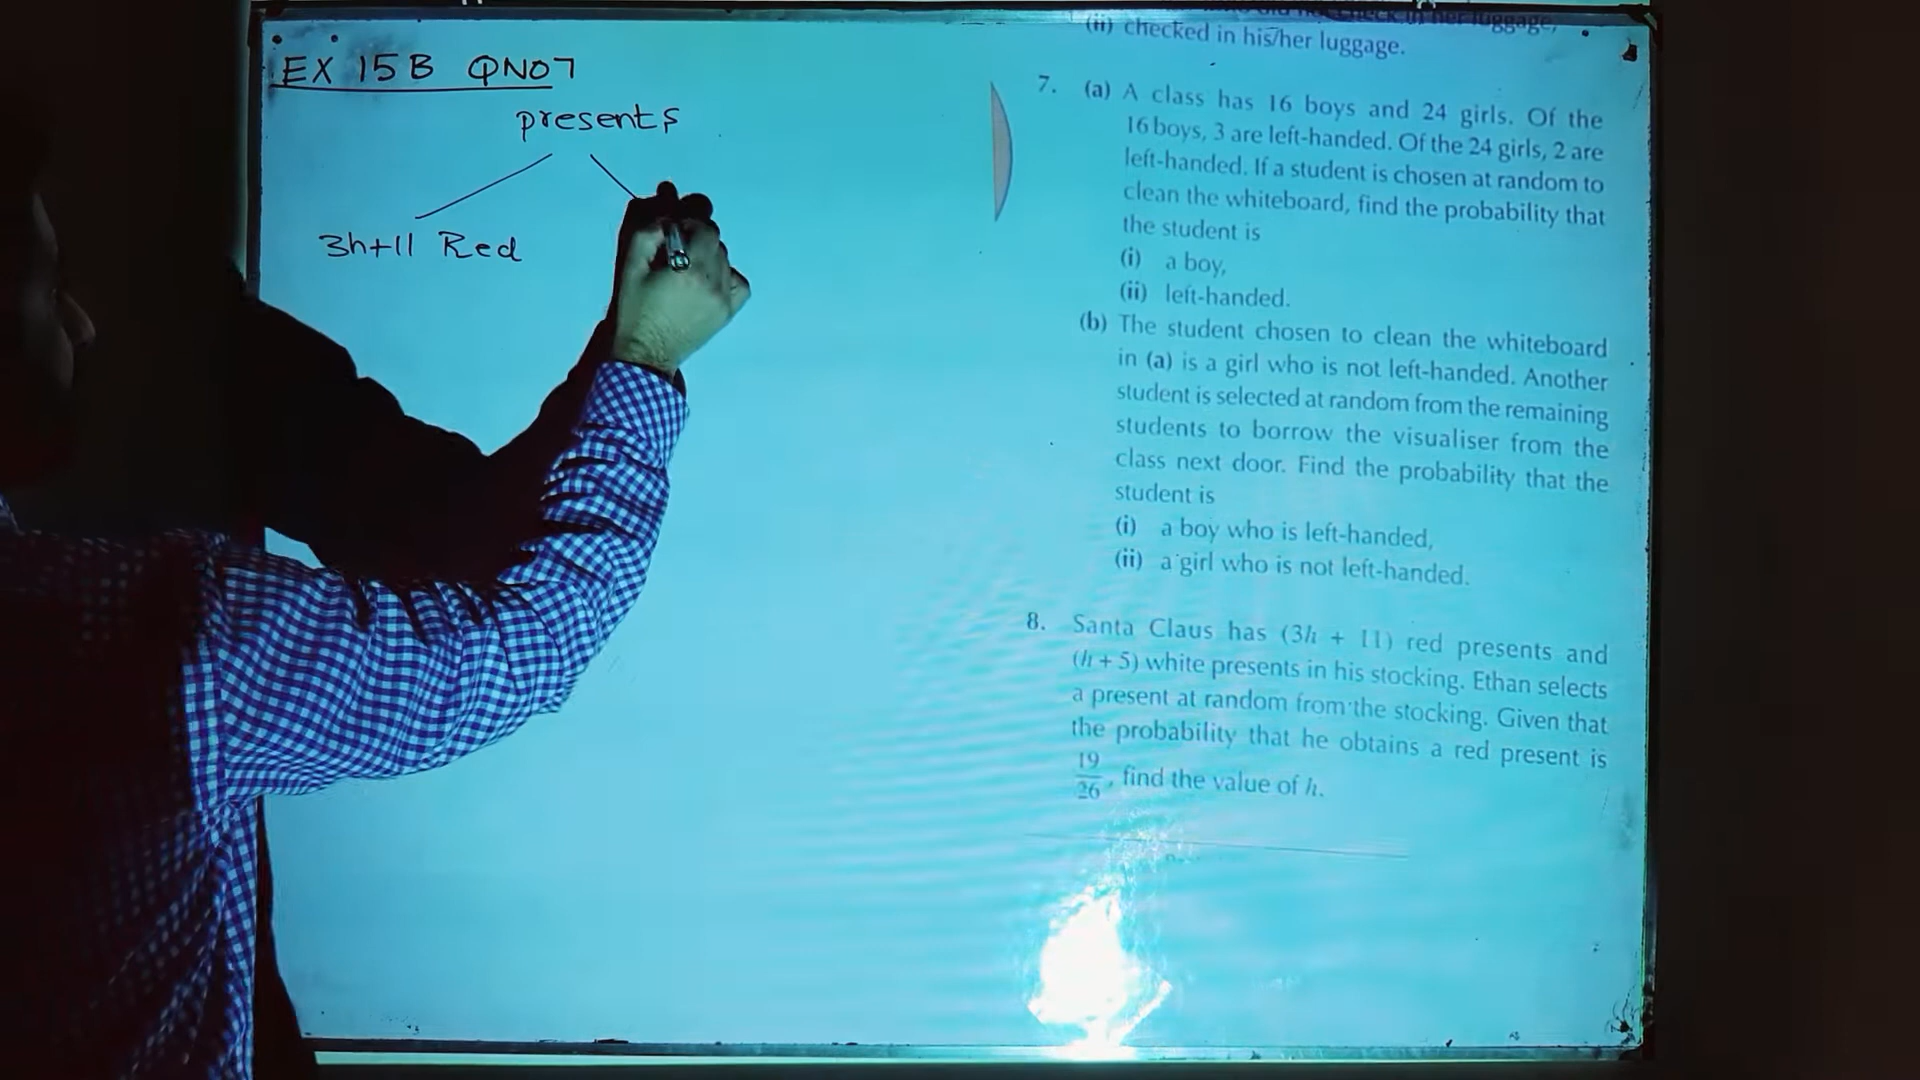 EX 15B QN07
presents
3h+11 Red
(ii) checked in his/her luggage.
7. (a) A class has 16 boys and 24 girls. Of the
16 boys, 3 are left-handed. Of the 24 girls, 2 are
left-handed. If a student is chosen at random to
clean the whiteboard, find the probability that
the student is
(i) a boy,
(ii) left-handed.
(b) The student chosen to clean the whiteboard
in (a) is a girl who is not left-handed. Another
student is selected at random from the remaining
students to borrow the visualiser from the
class next door. Find the probability that the
student is
(i) a boy who is left-handed,
(ii) a girl who is not left-handed.
8. Santa Claus has (3h + 11) red presents and
(h + 5) white presents in his stocking. Ethan selects
a present at random from the stocking. Given that
the probability that he obtains a red present is
19/26, find the value of h.